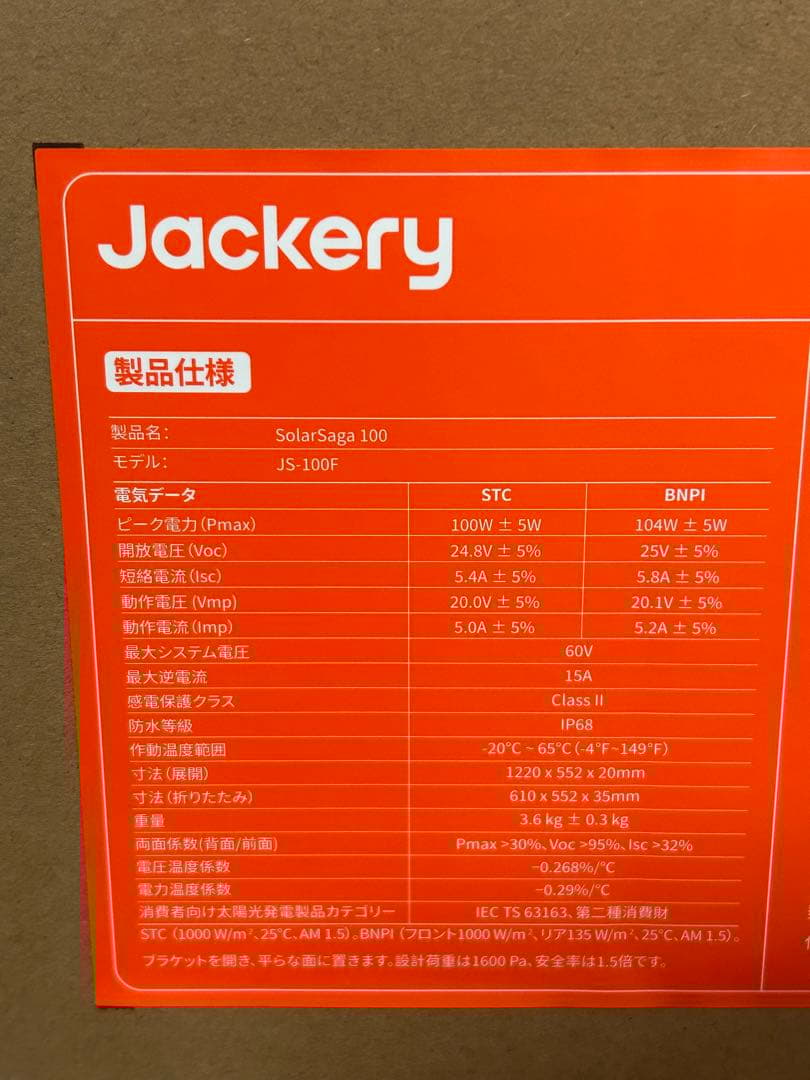 Jackery
製品仕様
製品名: SolarSaga 100
モデル: JS-100F
電気データ STC BNPI
ピーク電力(Pmax) 100W ± 5W 104W ± 5W
開放電圧(Voc) 24.8V ± 5% 25V ± 5%
短絡電流(Isc) 5.4A ± 5% 5.8A ± 5%
動作電圧 (Vmp) 20.0V ± 5% 20.1V ± 5%
動作電流(Imp) 5.0A ± 5% 5.2A ± 5%
最大システム電圧 60V
最大逆電流 15A
感電保護クラス Class II
防水等級 IP68
作動温度範囲 -20°C ~ 65°C (-4°F~149°F)
寸法(展開) 1220 x 552 x 20mm
寸法(折りたたみ) 610 x 552 x 35mm
重量 3.6 kg ± 0.3 kg
両面係数(背面/前面) Pmax >30%、Voc >95%、Isc >32%
電圧温度係数 −0.268%/°C
電力温度係数 −0.29%/°C
消費者向け太陽光発電製品カテゴリー IEC TS 63163、第二種消費財
STC (1000 W/m²、25°C、AM 1.5)。BNPI (フロント1000 W/m²、リア135 W/m²、25°C、AM 1.5)。
ブラケットを開き、平らな面に置きます。設計荷重は1600 Pa、安全率は1.5倍です。